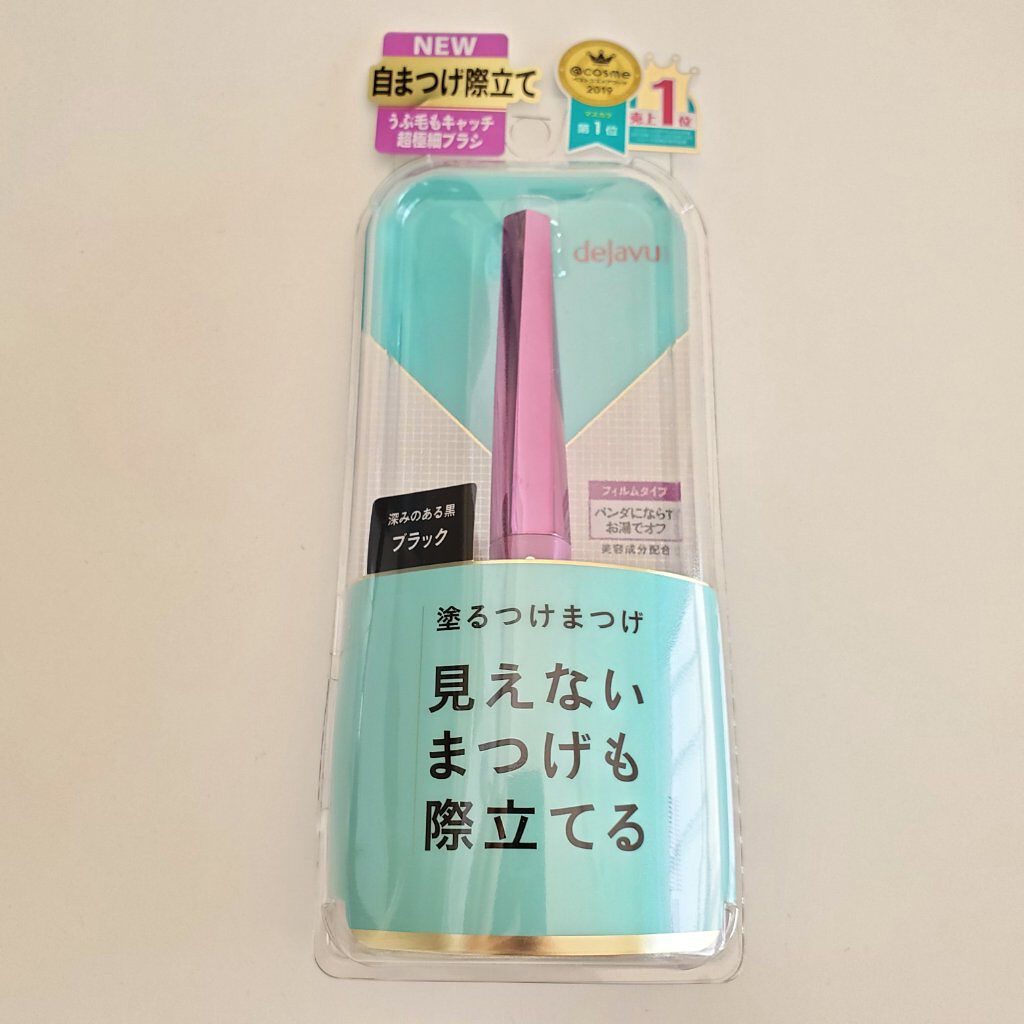 NEW
自まつげ際立て
うぶ毛もキャッチ
超極細ブラシ
@cosme
2019
マスカラ
第1位
売上1位
dejavu
深みのある黒
ブラック
フィルムタイプ
パンダにならず
お湯でオフ
美容成分配合
塗るつけまつげ
見えない
まつげも
際立てる